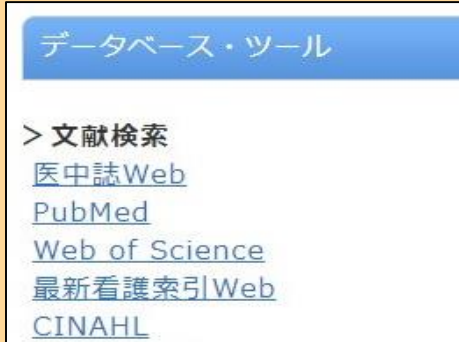 データベース・ツール
＞文献検索
医中誌Web
PubMed
Web of Science
最新看護索引Web
CINAHL